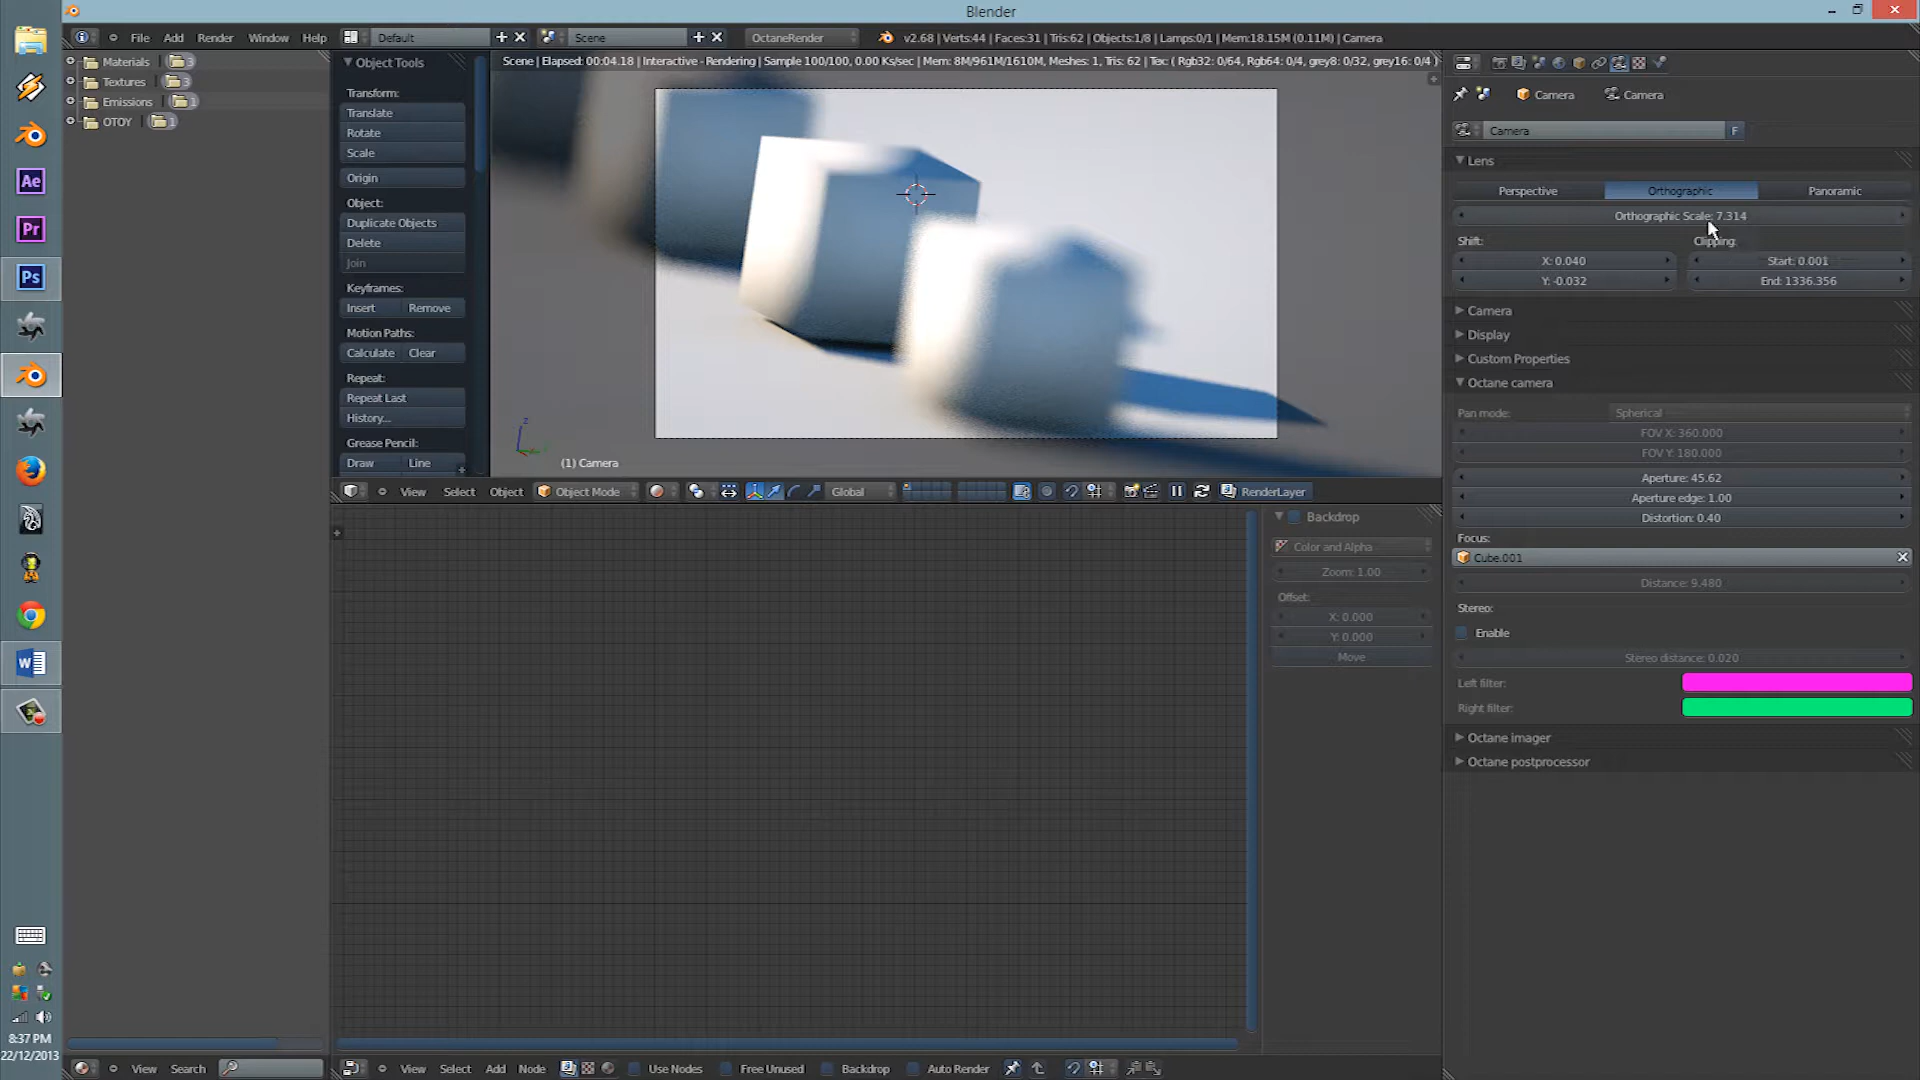 Blender
File Add Render Window Help Default Scene OctaneRender v2.68 | Verts:44 | Faces:31 | Tris:62 | Objects:1/8 | Lamps:0/1 | Mem:18.15M (0.11M) | Camera
Materials 3
Textures 3
Emissions 1
OTOY 1
Object Tools
Transform:
Translate
Rotate
Scale
Origin
Object:
Duplicate Objects
Delete
Join
Keyframes:
Insert Remove
Motion Paths:
Calculate Clear
Repeat:
Repeat Last
History...
Grease Pencil:
Draw Line
Scene | Elapsed: 00:04.18 | Interactive - Rendering | Sample 100/100, 0.00 Ks/sec | Mem: 8M/961M/1610M, Meshes: 1, Tris: 62 | Tex: ( Rgb32: 0/64, Rgb64: 0/4, grey8: 0/32, grey16: 0/4 )
z
(1) Camera
View Select Object Object Mode Global RenderLayer
Backdrop
Color and Alpha
Zoom: 1.00
Offset:
X: 0.000
Y: 0.000
Move
Camera Camera
Camera F
Lens
Perspective Orthographic Panoramic
Orthographic Scale: 7.314
Shift: Clipping:
X: 0.040 Start: 0.001
Y: -0.032 End: 1336.356
Camera
Display
Custom Properties
Octane camera
Pan mode: Spherical
FOV X: 360.000
FOV Y: 180.000
Aperture: 45.62
Aperture edge: 1.00
Distortion: 0.40
Focus:
Cube.001
Distance: 9.480
Stereo:
Enable
Stereo distance: 0.020
Left filter:
Right filter:
Octane imager
Octane postprocessor
Ae
Pr
Ps
W
8:37 PM
22/12/2013
View Search
View Select Add Node Use Nodes Free Unused Backdrop Auto Render